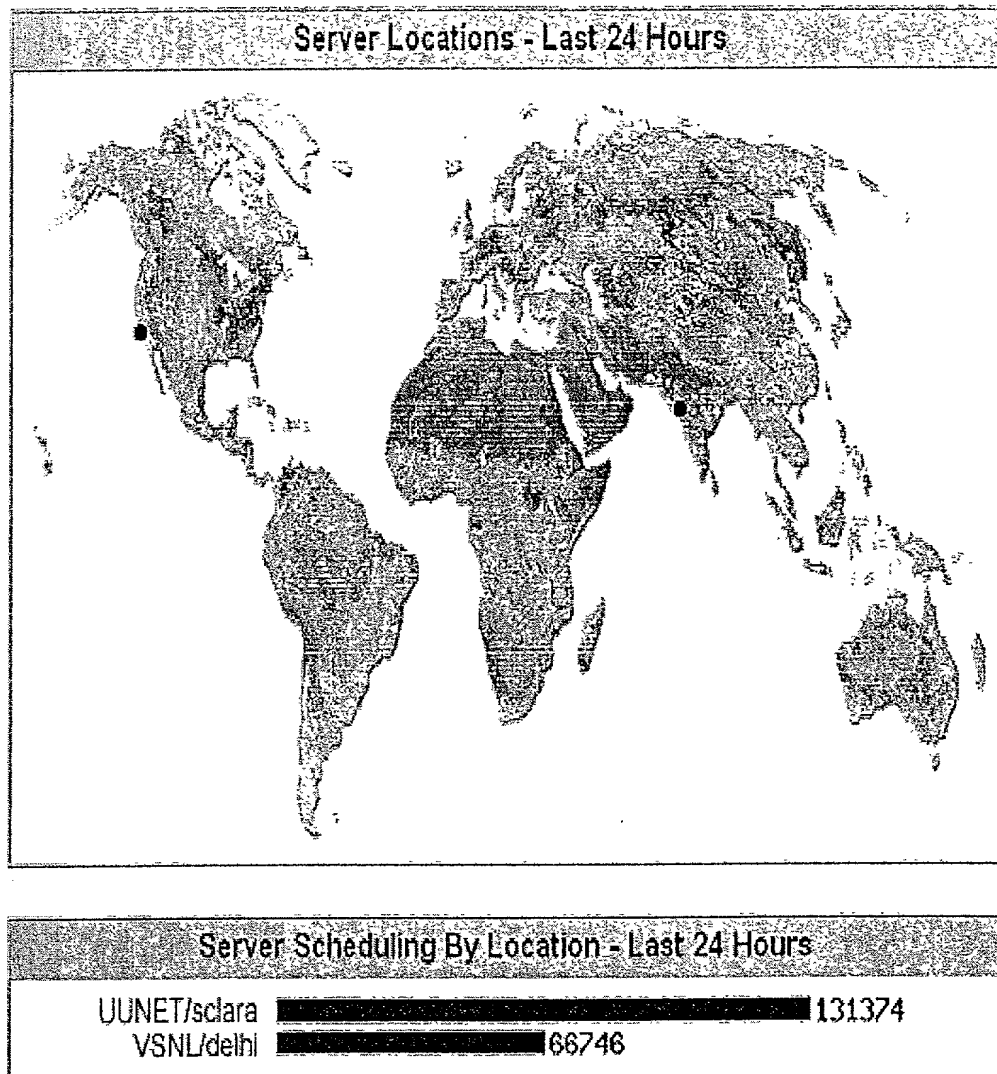 Server Locations - Last 24 Hours
Server Scheduling By Location - Last 24 Hours
UUNET/sclara 131374
VSNL/delhi 66746